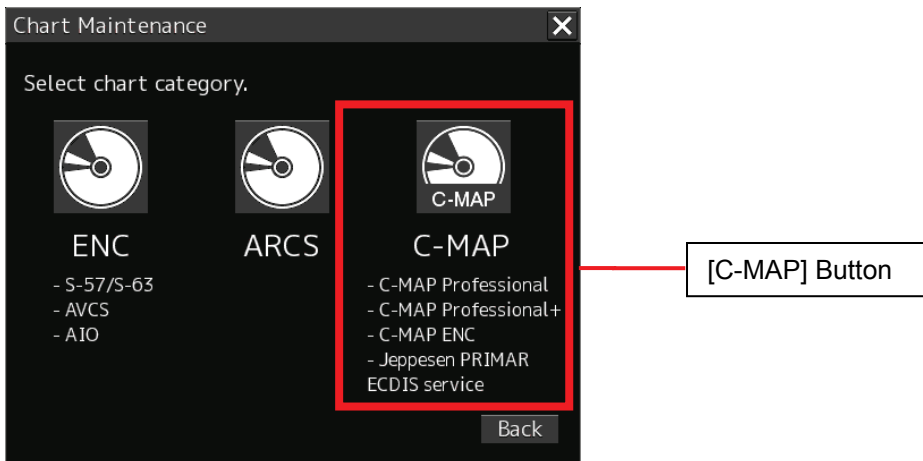 Chart Maintenance
Select chart category.
C-MAP
ENC
ARCS
C-MAP
- S-57/S-63
- AVCS
- AIO
- C-MAP Professional
- C-MAP Professional+
- C-MAP ENC
- Jeppesen PRIMAR
ECDIS service
Back
[C-MAP] Button